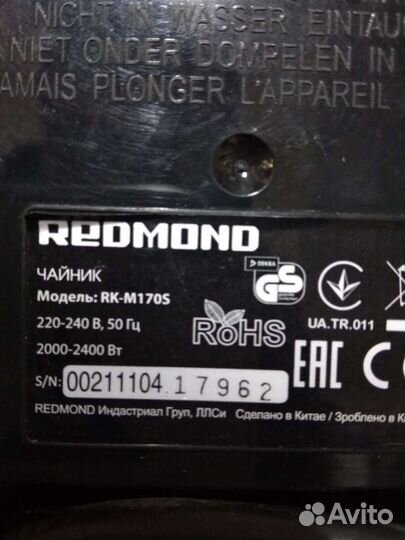 NICHT IN WASSER EINTAUC
NIET ONDER DOMPELEN IN
JAMAIS PLONGER L'APPAREIL
REDMOND
ЧАЙНИК
Модель: RK-M170S
220-240 В, 50 Гц
2000-2400 Вт
DEKRA
GS
RoHS
UA.TR.011
EAC
C
S/N: 00211104 17962
REDMOND Индастриал Груп, ЛЛСи Сделано в Китае / Зроблено в К
Avito